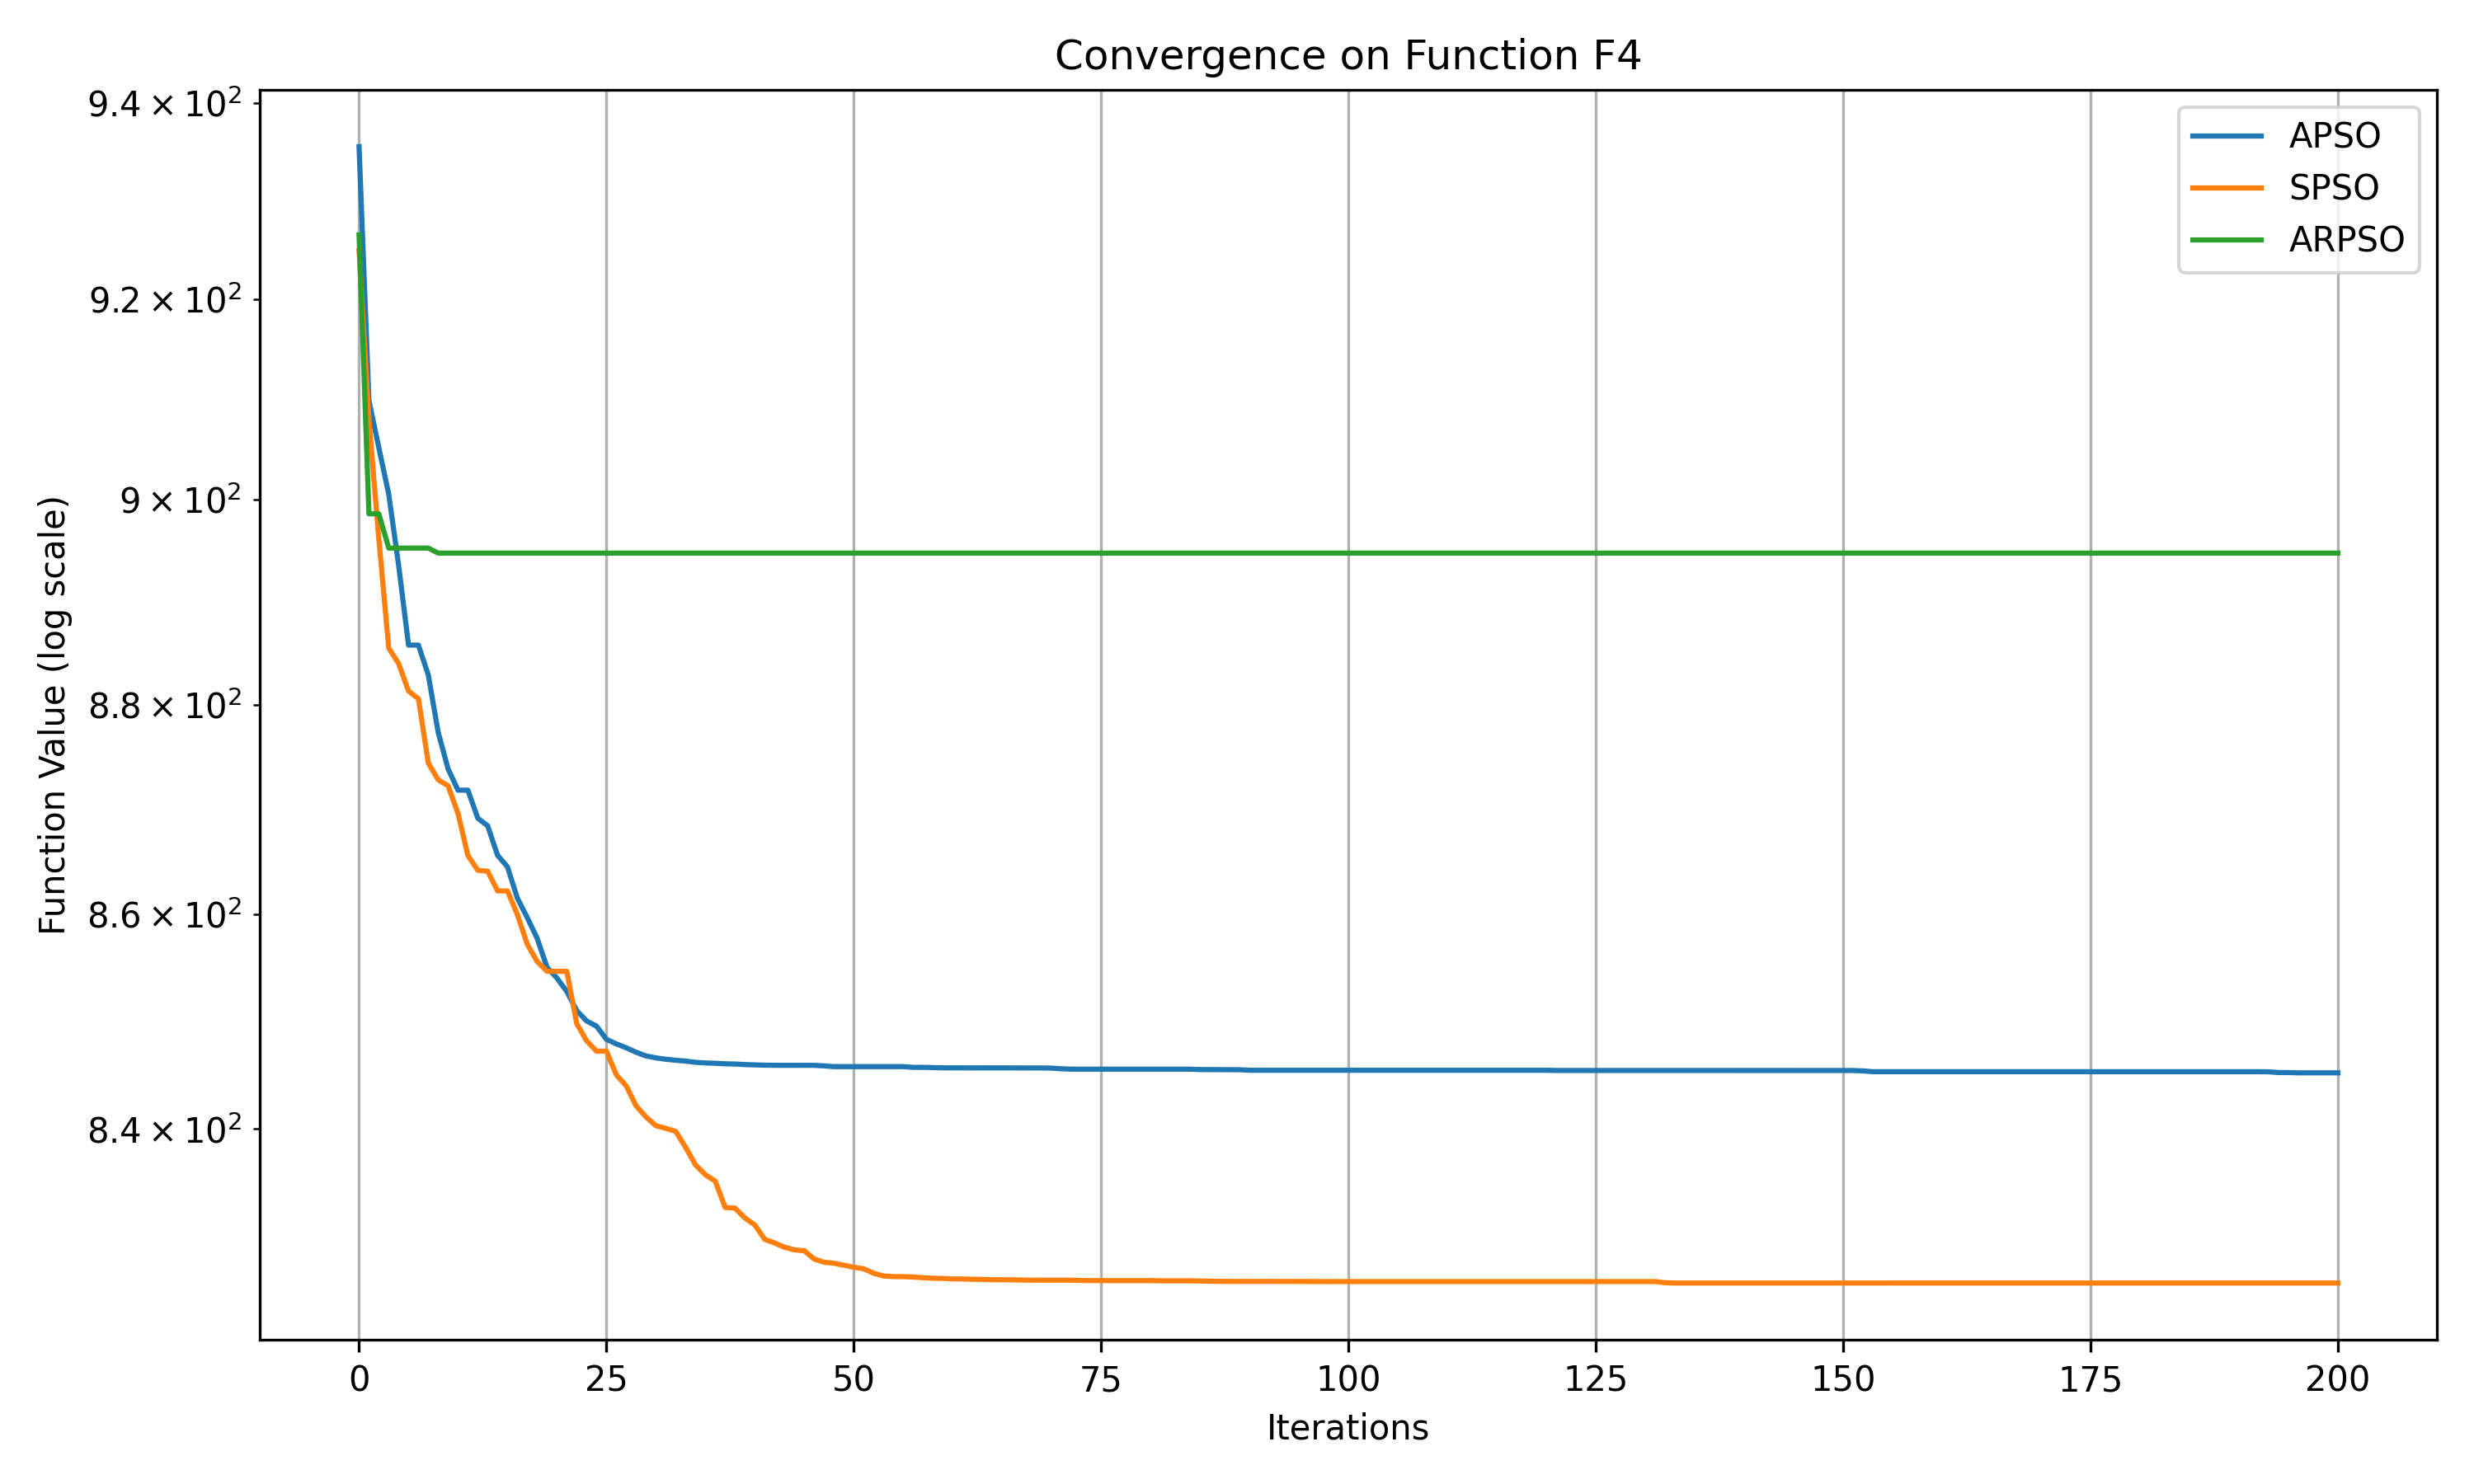 Convergence on Function F4
Function Value (log scale)
9.4 × 10²
9.2 × 10²
9 × 10²
8.8 × 10²
8.6 × 10²
8.4 × 10²
APSO
SPSO
ARPSO
0 25 50 75 100 125 150 175 200
Iterations